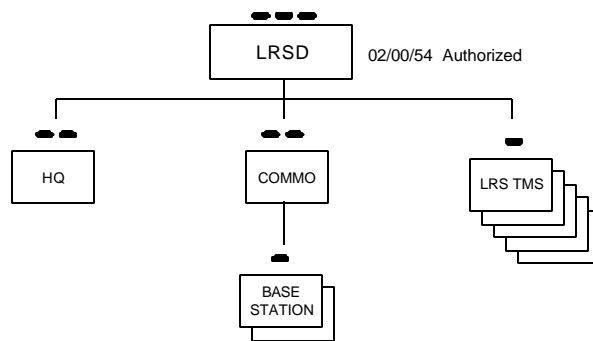 LRSD
02/00/54 Authorized
HQ
COMMO
LRS TMS
BASE
STATION